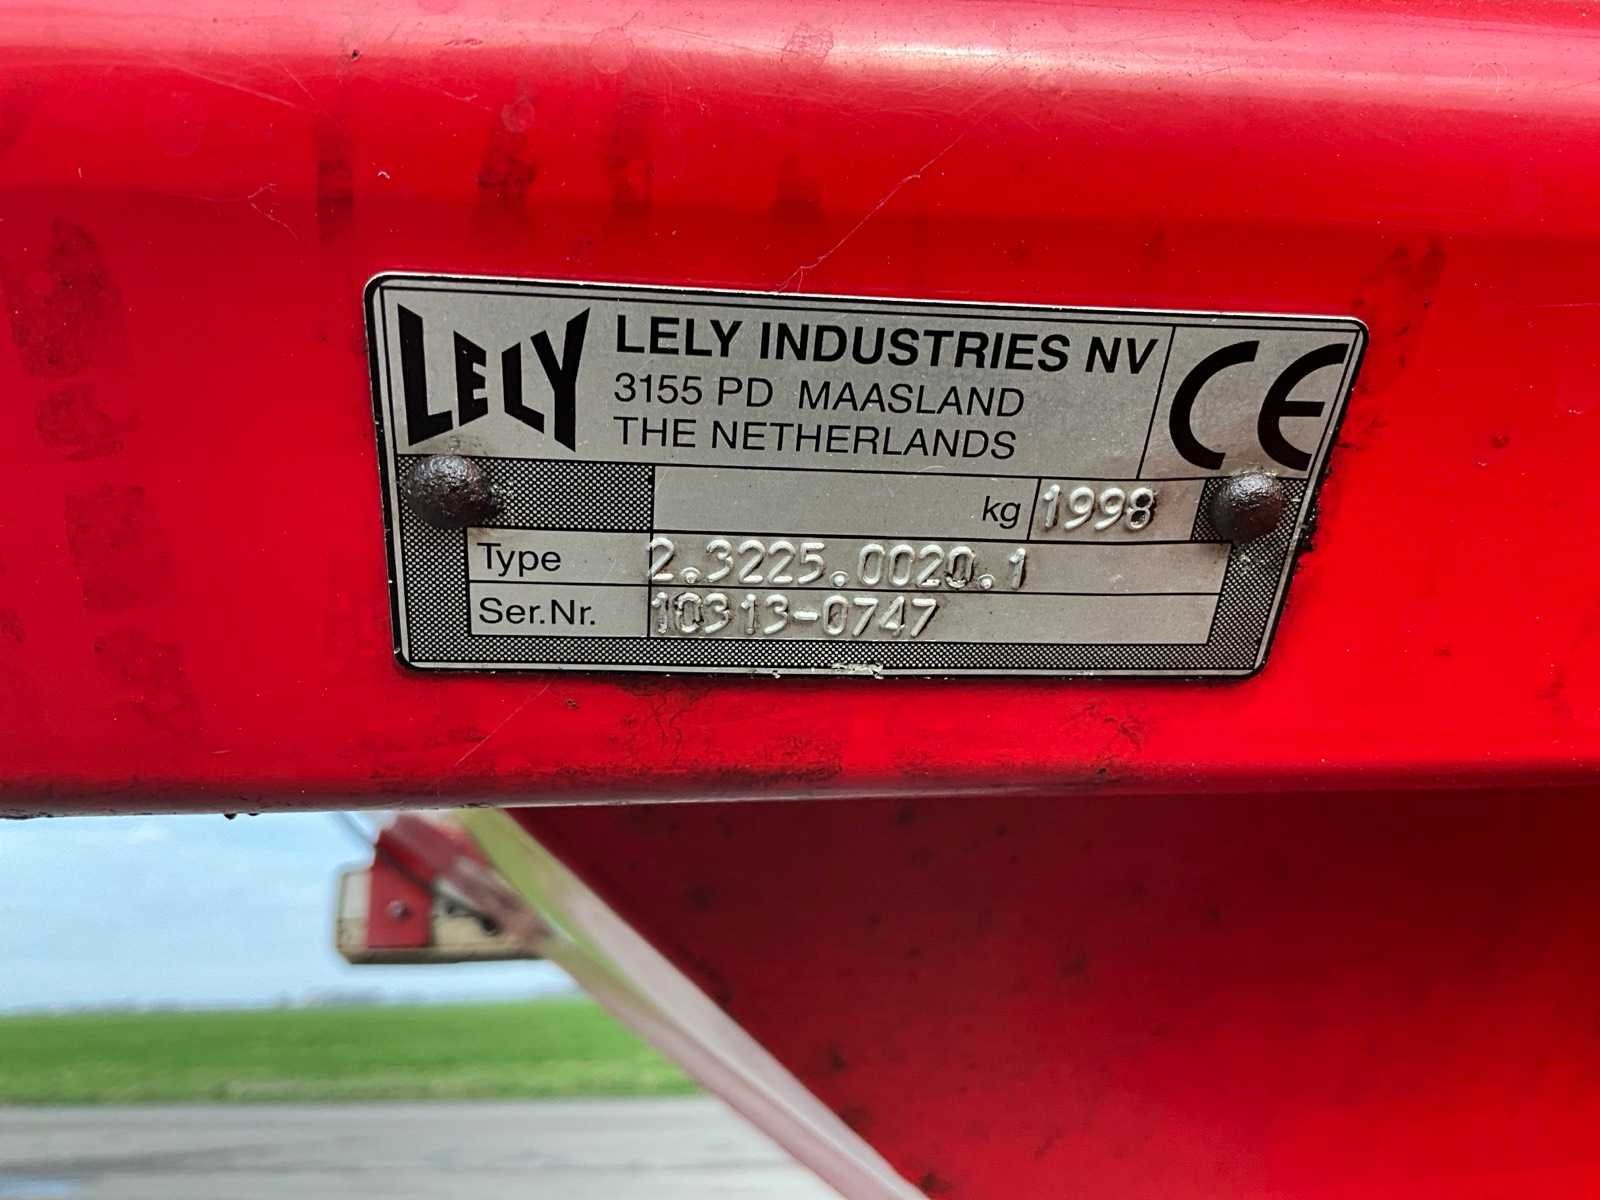 LELY
LELY INDUSTRIES NV
3155 PD MAASLAND
THE NETHERLANDS
CE
kg 1998
Type 2.3225.0020.1
Ser.Nr. 10313-0747